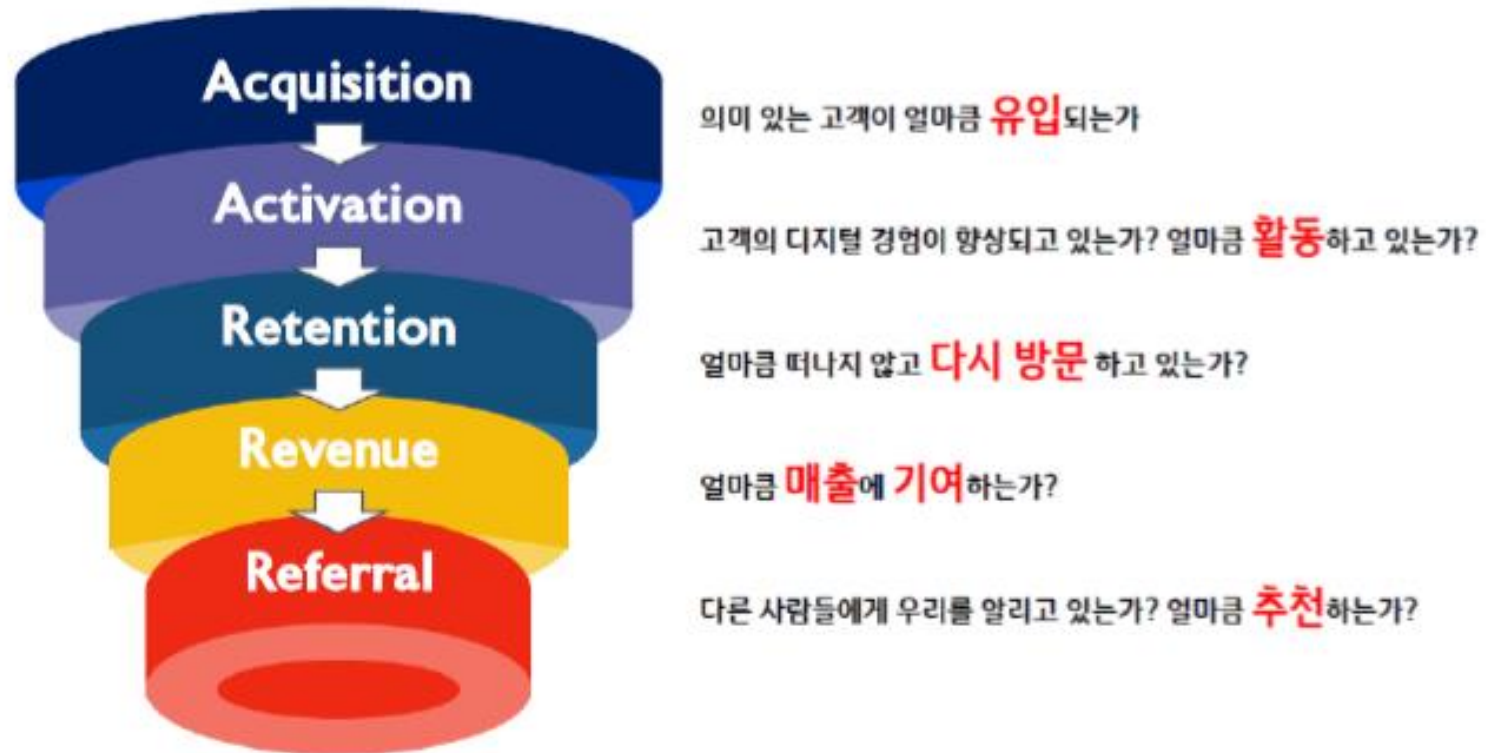 Acquisition
의미 있는 고객이 얼마큼 유입되는가
Activation
고객의 디지털 경험이 향상되고 있는가? 얼마큼 활동하고 있는가?
Retention
얼마큼 떠나지 않고 다시 방문 하고 있는가?
Revenue
얼마큼 매출에 기여하는가?
Referral
다른 사람들에게 우리를 알리고 있는가? 얼마큼 추천하는가?